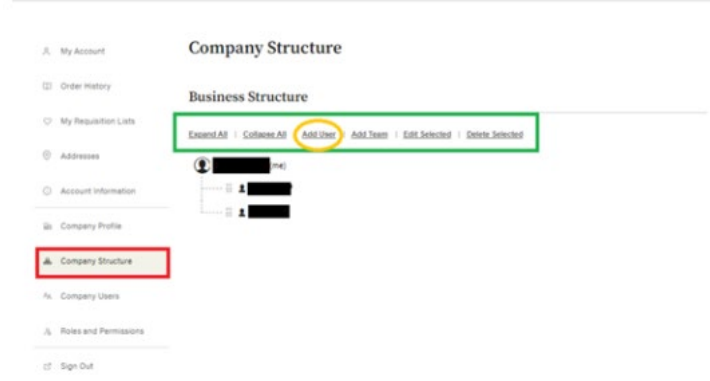 Company Structure
My Account
Order History
Business Structure
My Requisition Lists
Expand All | Collapse All | Add User | Add Team | Edit Selected | Delete Selected
Addresses
(me)
Account Information
Company Profile
Company Structure
Company Users
Roles and Permissions
Sign Out